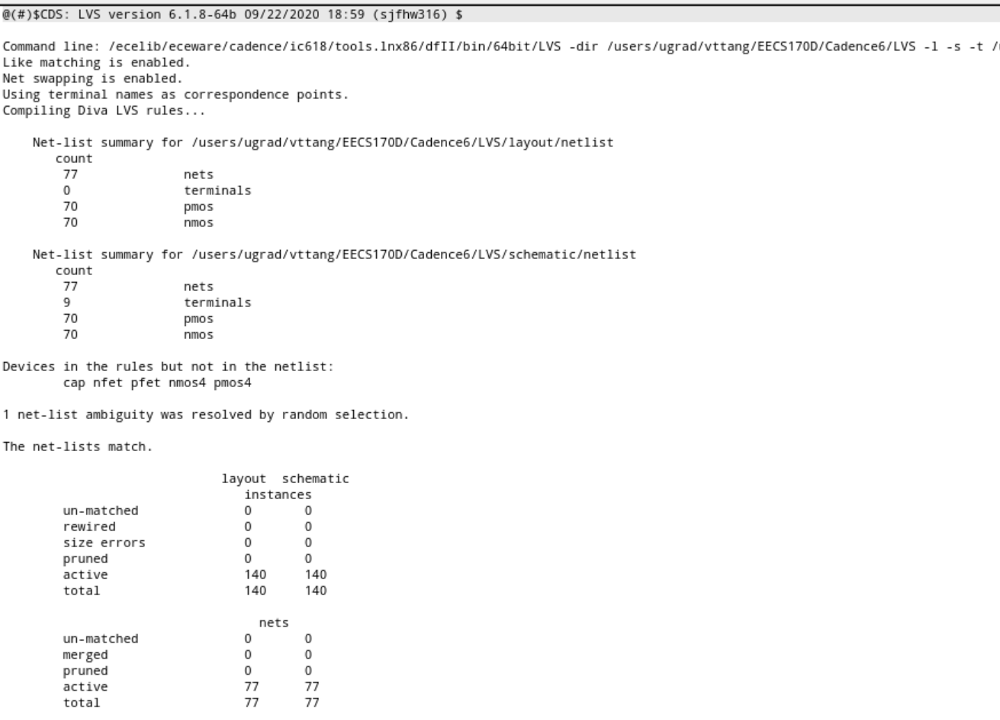 @(#)$CDS: LVS version 6.1.8-64b 09/22/2020 18:59 (sjfhw316) $
Command line: /ecelib/eceware/cadence/ic618/tools.lnx86/dfII/bin/64bit/LVS -dir /users/ugrad/vttang/EECS170D/Cadence6/LVS -l -s -t /
Like matching is enabled.
Net swapping is enabled.
Using terminal names as correspondence points.
Compiling Diva LVS rules...
Net-list summary for /users/ugrad/vttang/EECS170D/Cadence6/LVS/layout/netlist
count
77 nets
0 terminals
70 pmos
70 nmos
Net-list summary for /users/ugrad/vttang/EECS170D/Cadence6/LVS/schematic/netlist
count
77 nets
9 terminals
70 pmos
70 nmos
Devices in the rules but not in the netlist:
cap nfet pfet nmos4 pmos4
1 net-list ambiguity was resolved by random selection.
The net-lists match.
layout schematic
instances
un-matched 0 0
rewired 0 0
size errors 0 0
pruned 0 0
active 140 140
total 140 140
nets
un-matched 0 0
merged 0 0
pruned 0 0
active 77 77
total 77 77